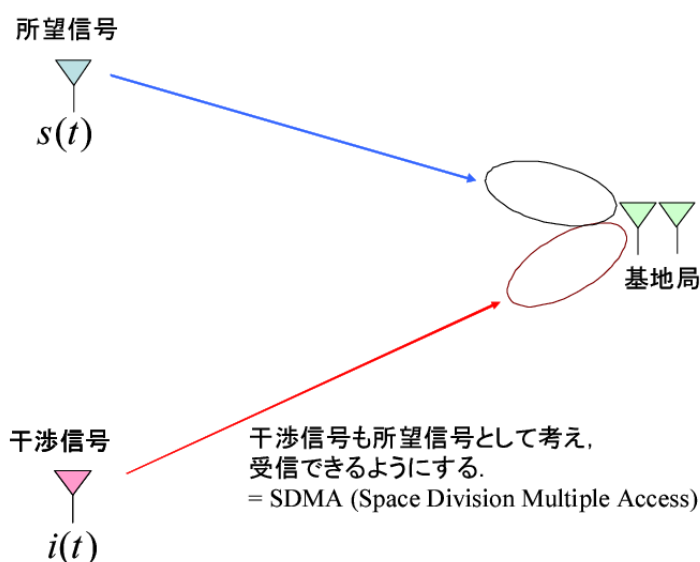 所望信号
s(t)
基地局
干渉信号
i(t)
干渉信号も所望信号として考え,
受信できるようにする.
= SDMA (Space Division Multiple Access)